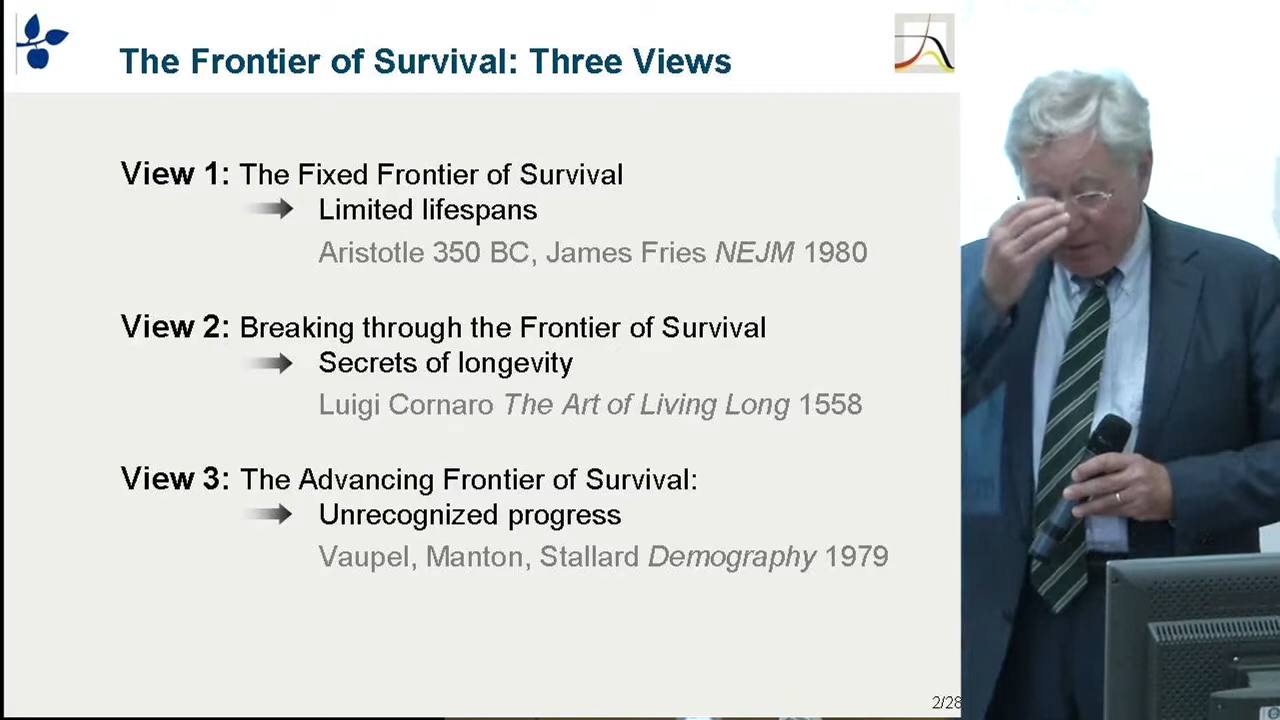 The Frontier of Survival: Three Views
View 1: The Fixed Frontier of Survival
Limited lifespans
Aristotle 350 BC, James Fries NEJM 1980
View 2: Breaking through the Frontier of Survival
Secrets of longevity
Luigi Cornaro The Art of Living Long 1558
View 3: The Advancing Frontier of Survival:
Unrecognized progress
Vaupel, Manton, Stallard Demography 1979
2/28